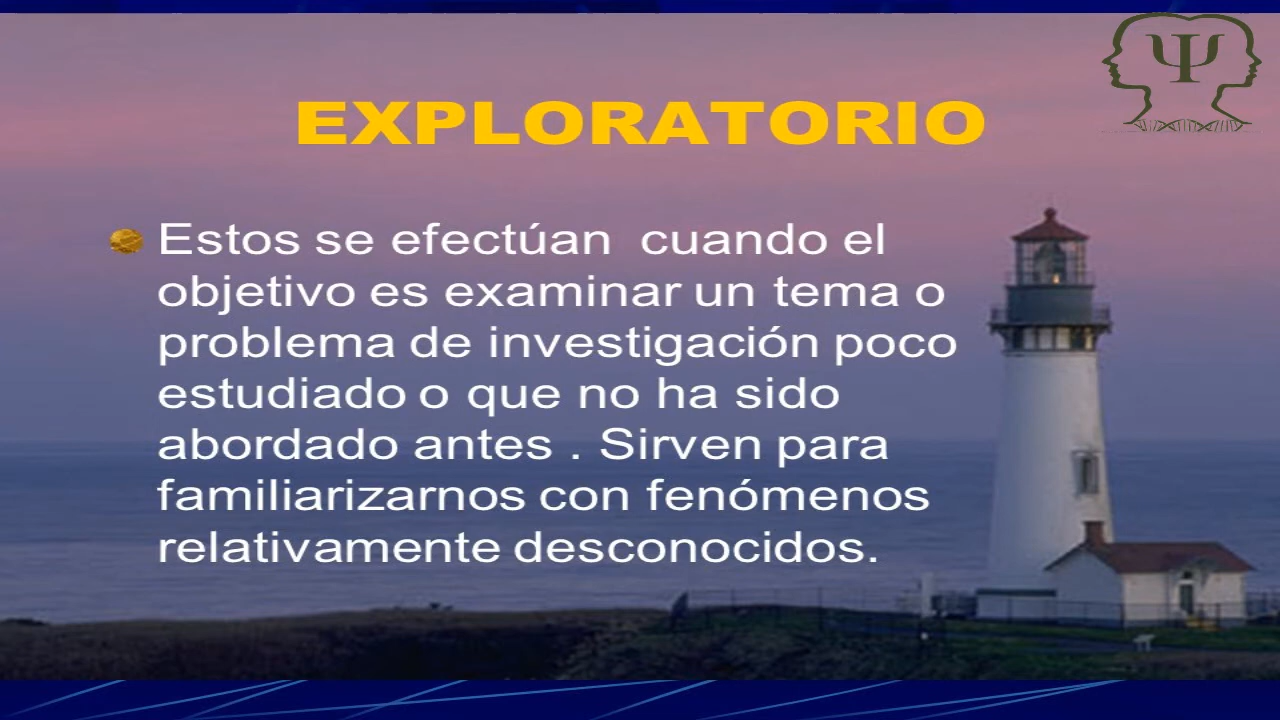 EXPLORATORIO
Estos se efectúan cuando el
objetivo es examinar un tema o
problema de investigación poco
estudiado o que no ha sido
abordado antes . Sirven para
familiarizarnos con fenómenos
relativamente desconocidos.
Ψ